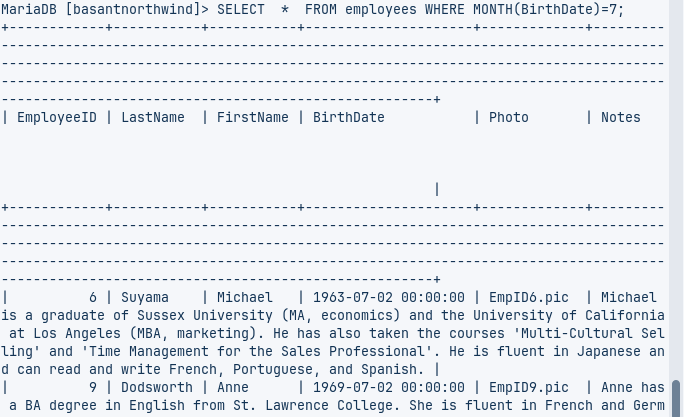 MariaDB [basantnorthwind]> SELECT  *  FROM employees WHERE MONTH(BirthDate)=7;
+------------+-----------+-----------+---------------------+-------------+---------
-----------------------------------------------------------------------------------
-----------------------------------------------------------------------------------
-----------------------------------------------------------------------------------
------------------------------------------------------+
| EmployeeID | LastName  | FirstName | BirthDate           | Photo       | Notes
|
+------------+-----------+-----------+---------------------+-------------+---------
-----------------------------------------------------------------------------------
-----------------------------------------------------------------------------------
-----------------------------------------------------------------------------------
------------------------------------------------------+
|          6 | Suyama    | Michael   | 1963-07-02 00:00:00 | EmpID6.pic  | Michael
is a graduate of Sussex University (MA, economics) and the University of California
 at Los Angeles (MBA, marketing). He has also taken the courses 'Multi-Cultural Sel
ling' and 'Time Management for the Sales Professional'. He is fluent in Japanese an
d can read and write French, Portuguese, and Spanish. |
|          9 | Dodsworth | Anne      | 1969-07-02 00:00:00 | EmpID9.pic  | Anne has
 a BA degree in English from St. Lawrence College. She is fluent in French and Germ